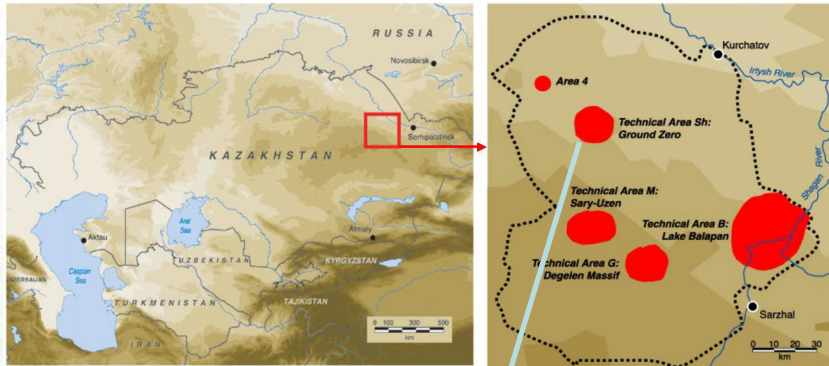 RUSSIA
Novosibirsk
Semipalatinsk
KAZAKHSTAN
Aral
Sea
Aktau
Almaty
Caspian
Sea
UZBEKISTAN
KYRGYZSTAN
AZERBAIJAN
TURKMENISTAN
TAJIKISTAN
IRAN
0 100 300 500
km
Kurchatov
Irtysh River
Area 4
Technical Area Sh:
Ground Zero
Shagan River
Technical Area M:
Sary-Uzen
Technical Area B:
Lake Balapan
Technical Area G:
Degelen Massif
Sarzhal
0 10 20 30
km